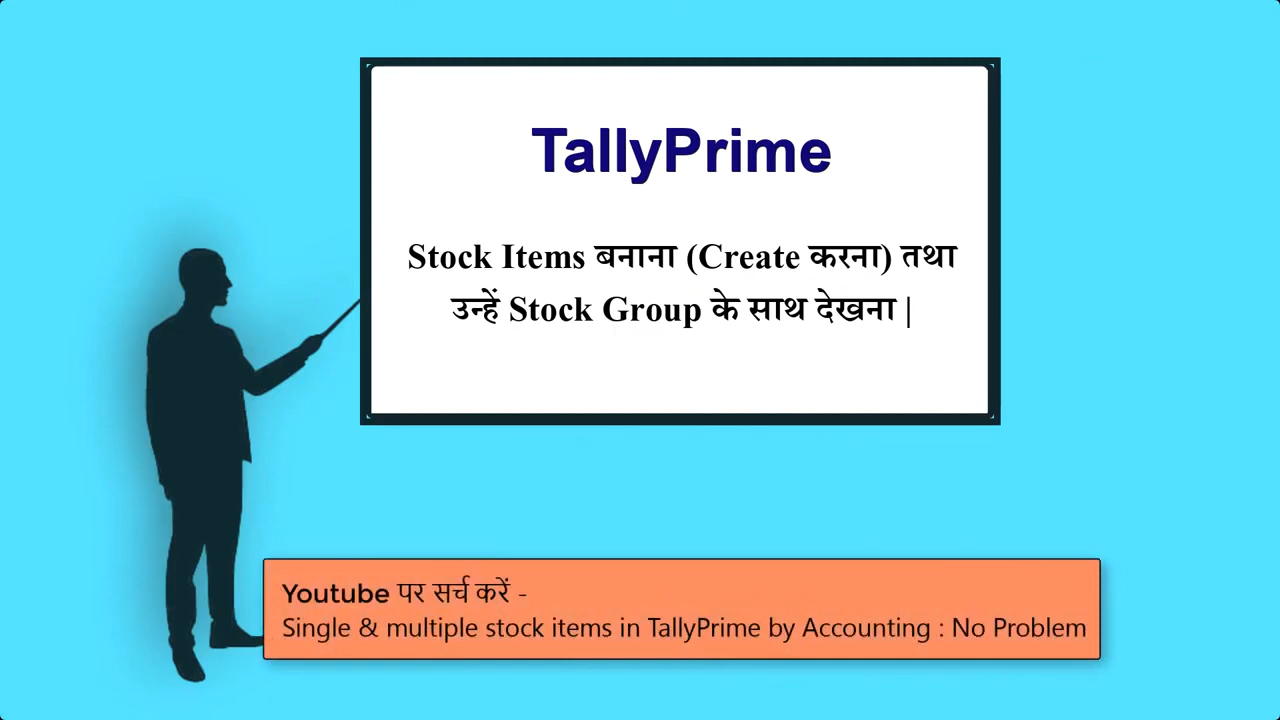 TallyPrime
Stock Items बनाना (Create करना) तथा
उन्हें Stock Group के साथ देखना |
Youtube पर सर्च करें -
Single & multiple stock items in TallyPrime by Accounting : No Problem